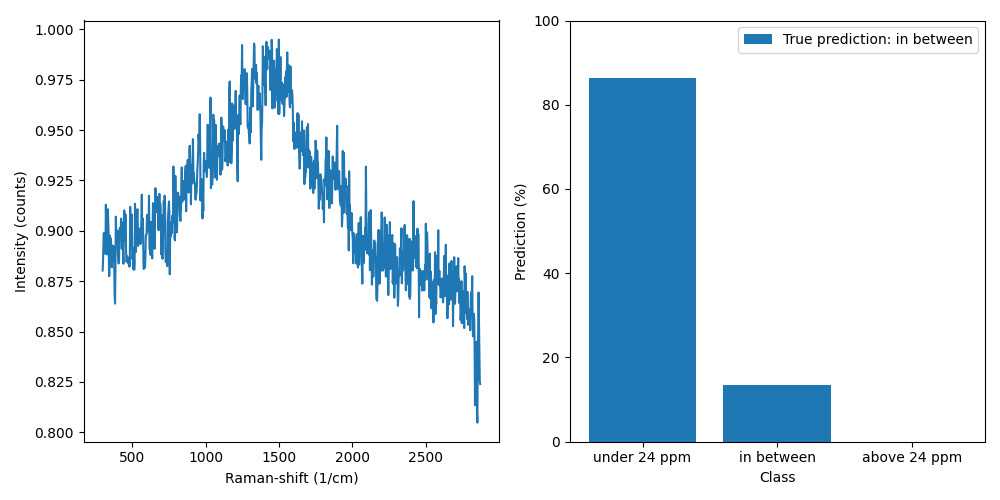 1.000
0.975
0.950
0.925
0.900
0.875
0.850
0.825
0.800
Intensity (counts)
500 1000 1500 2000 2500
Raman-shift (1/cm)
100
80
60
40
20
0
Prediction (%)
True prediction: in between
under 24 ppm in between above 24 ppm
Class